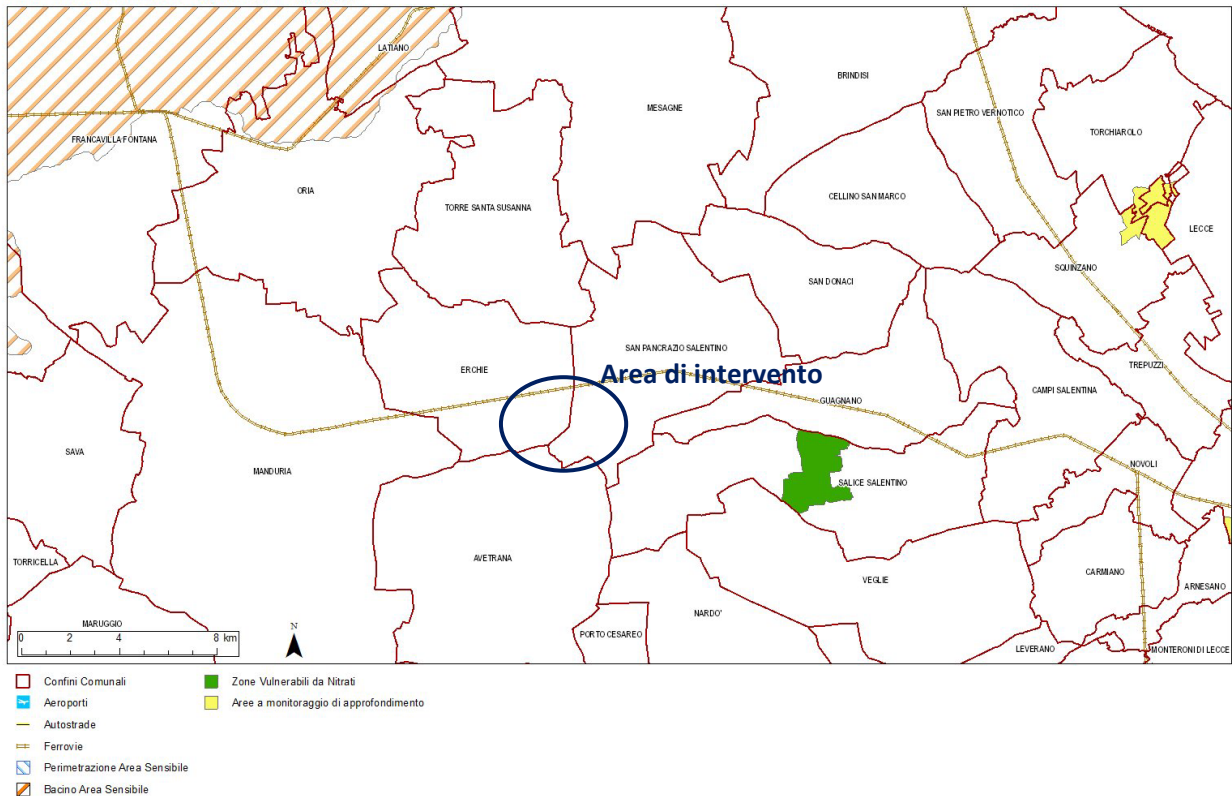 LATIANO
BRINDISI
MESAGNE
SAN PIETRO VERNOTICO
TORCHIAROLO
FRANCAVILLA FONTANA
ORIA
TORRE SANTA SUSANNA
CELLINO SAN MARCO
LECCE
SQUINZANO
SAN DONACI
SAN PANCRAZIO SALENTINO
ERCHIE
Area di intervento
TREPUZZI
CAMPI SALENTINA
GUAGNANO
SAVA
MANDURIA
NOVOLI
SALICE SALENTINO
AVETRANA
TORRICELLA
VEGLIE
CARMIANO
ARNESANO
NARDO'
MARUGGIO
PORTO CESAREO
LEVERANO
MONTERONI DI LECCE
0 2 4 8 km
N
Confini Comunali
Aeroporti
Autostrade
Ferrovie
Perimetrazione Area Sensibile
Bacino Area Sensibile
Zone Vulnerabili da Nitrati
Aree a monitoraggio di approfondimento